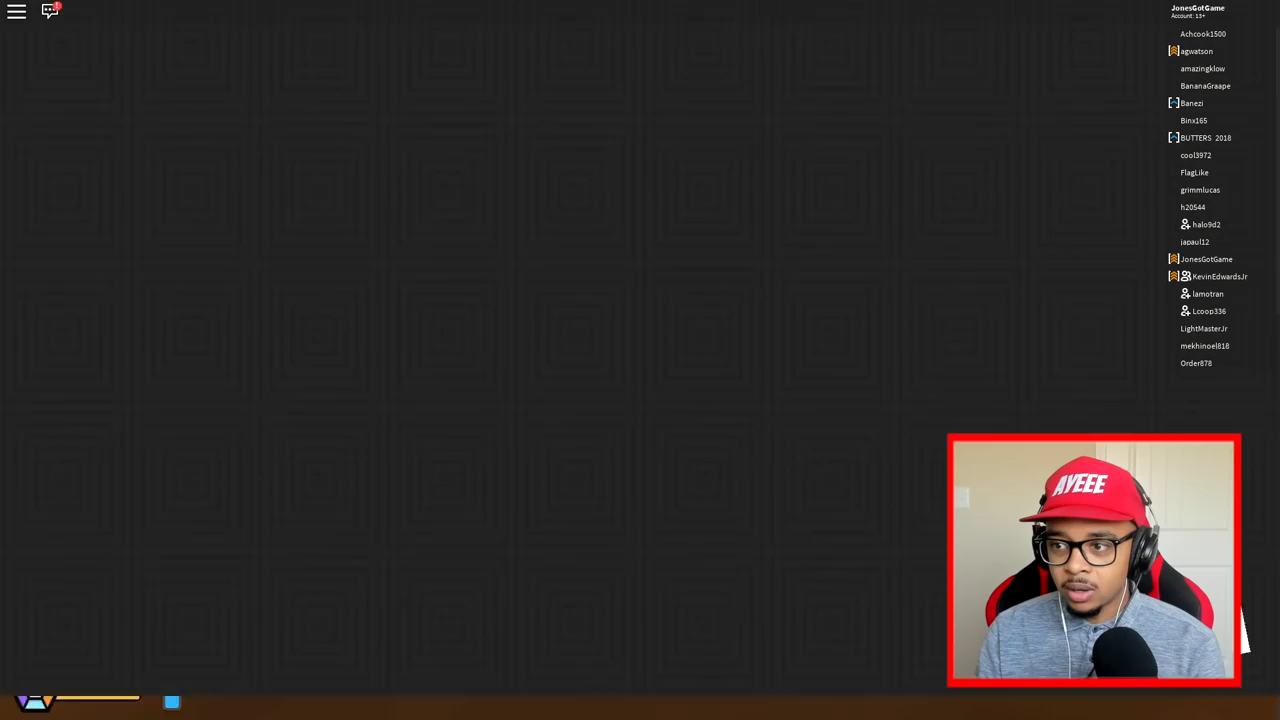 JonesGotGame
Account: 13+
Achcook1500
agwatson
amazingklow
BananaGraape
Banezi
Binx165
BUTTERS_2018
cool3972
FlagLike
grimmlucas
h20544
halo9d2
japaul12
JonesGotGame
KevinEdwardsJr
lamotran
Lcoop336
LightMasterJr
mekhinoel818
Order878
AYEEE